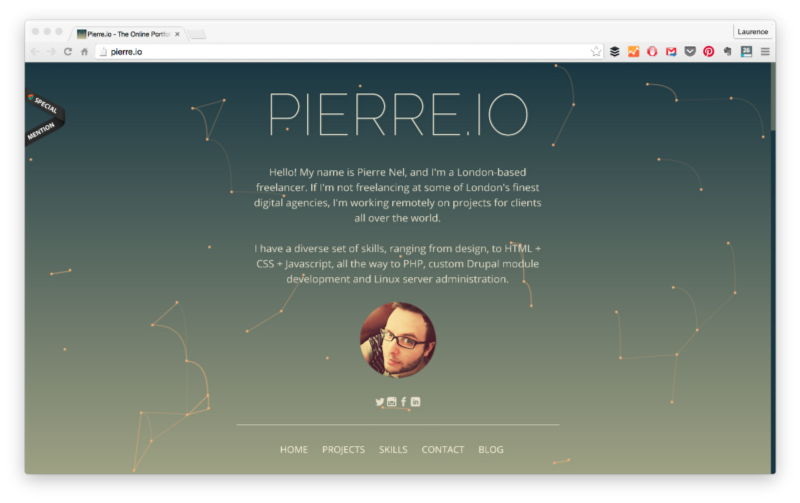 Pierre.io - The Online Portfo
Laurence
pierre.io
SPECIAL
MENTION
PIERRE.IO
Hello! My name is Pierre Nel, and I'm a London-based
freelancer. If I'm not freelancing at some of London's finest
digital agencies, I'm working remotely on projects for clients
all over the world.
I have a diverse set of skills, ranging from design, to HTML +
CSS + Javascript, all the way to PHP, custom Drupal module
development and Linux server administration.
HOME PROJECTS SKILLS CONTACT BLOG